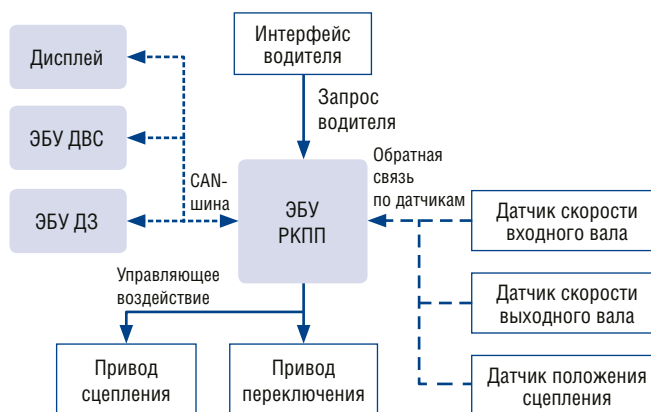 Дисплей
ЭБУ ДВС
ЭБУ ДЗ
CAN-
шина
Интерфейс
водителя
Запрос
водителя
ЭБУ
РКПП
Обратная
связь
по датчикам
Датчик скорости
входного вала
Датчик скорости
выходного вала
Датчик положения
сцепления
Управляющее
воздействие
Привод
сцепления
Привод
переключения